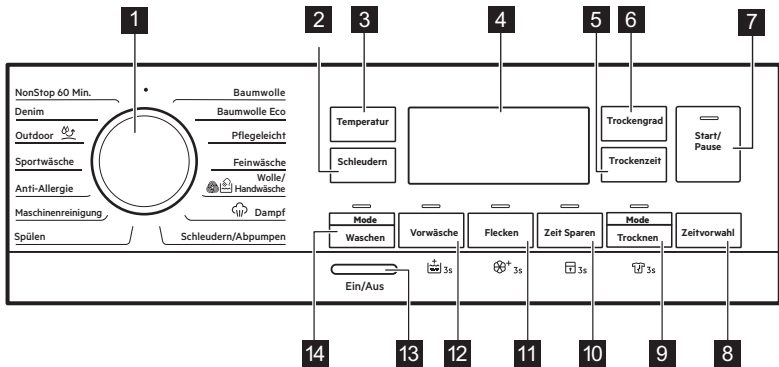 1
2
3
4
5
6
7
NonStop 60 Min.
Denim
Outdoor
Sportwäsche
Anti-Allergie
Maschinenreinigung
Spülen
Baumwolle
Baumwolle Eco
Pflegeleicht
Feinwäsche
Wolle/
Handwäsche
Dampf
Schleudern/Abpumpen
Temperatur
Schleudern
Trockengrad
Trockenzeit
Start/
Pause
Mode
Waschen
Vorwäsche
Flecken
Zeit Sparen
Mode
Trocknen
Zeitvorwahl
Ein/Aus
3s
3s
3s
3s
14
13
12
11
10
9
8